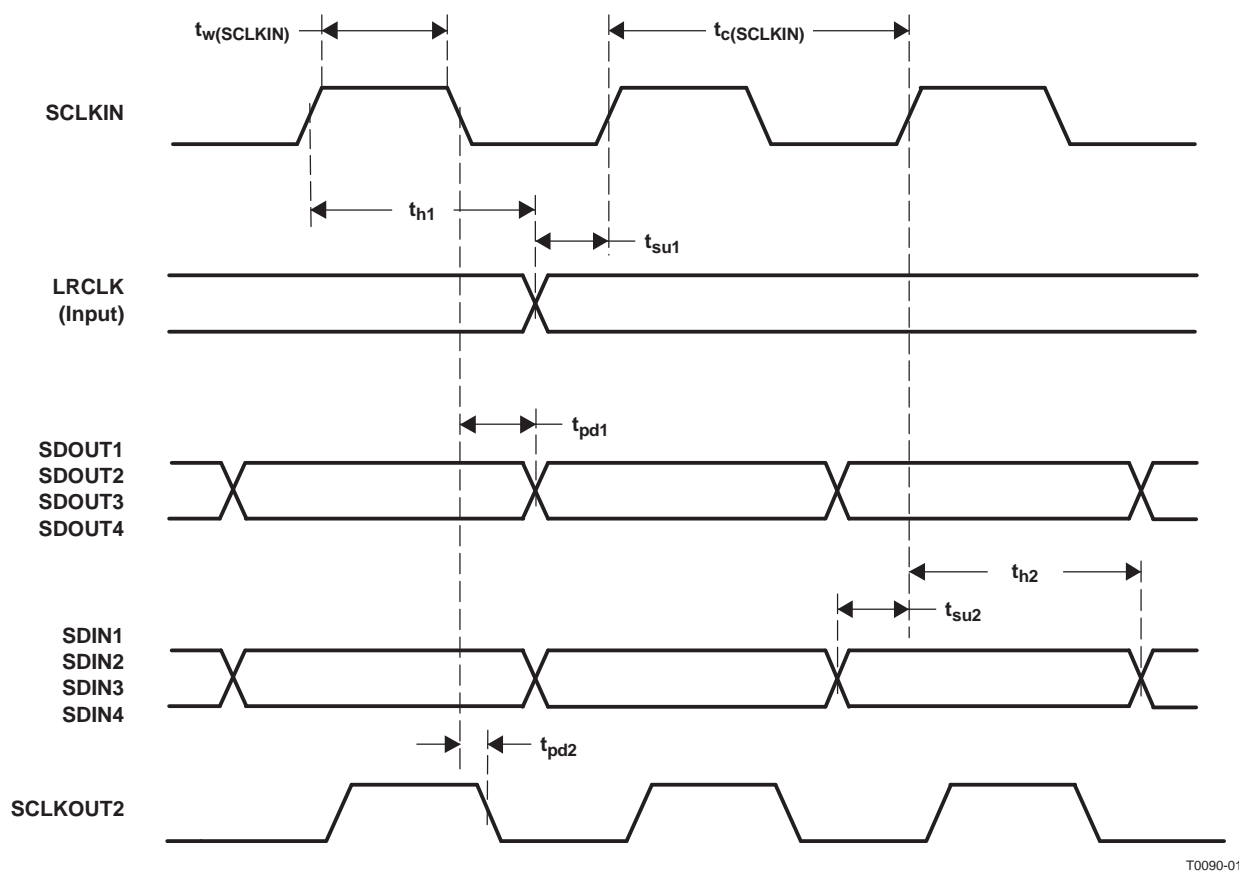 tw(SCLKIN)
tc(SCLKIN)
SCLKIN
th1
tsu1
LRCLK
(Input)
tpd1
SDOUT1
SDOUT2
SDOUT3
SDOUT4
th2
tsu2
SDIN1
SDIN2
SDIN3
SDIN4
tpd2
SCLKOUT2
T0090-01